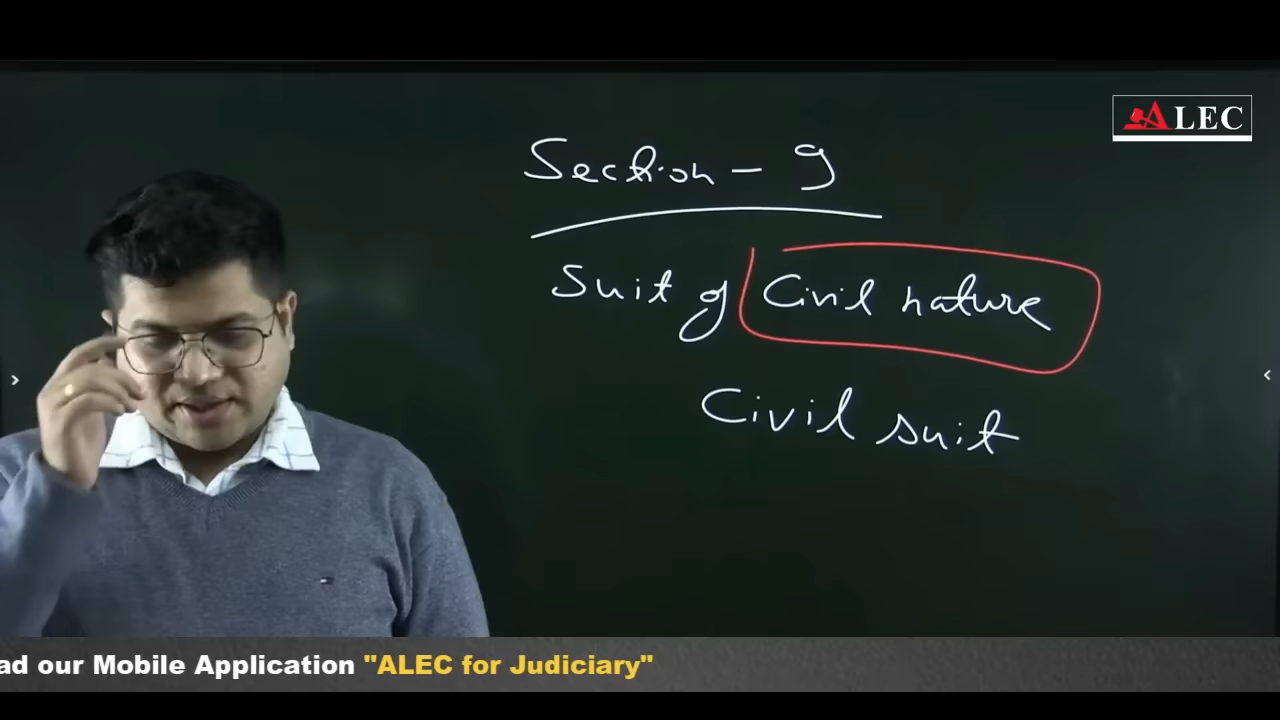 ALEC
Section - 9
Suit of Civil nature
Civil suit
ad our Mobile Application "ALEC for Judiciary"